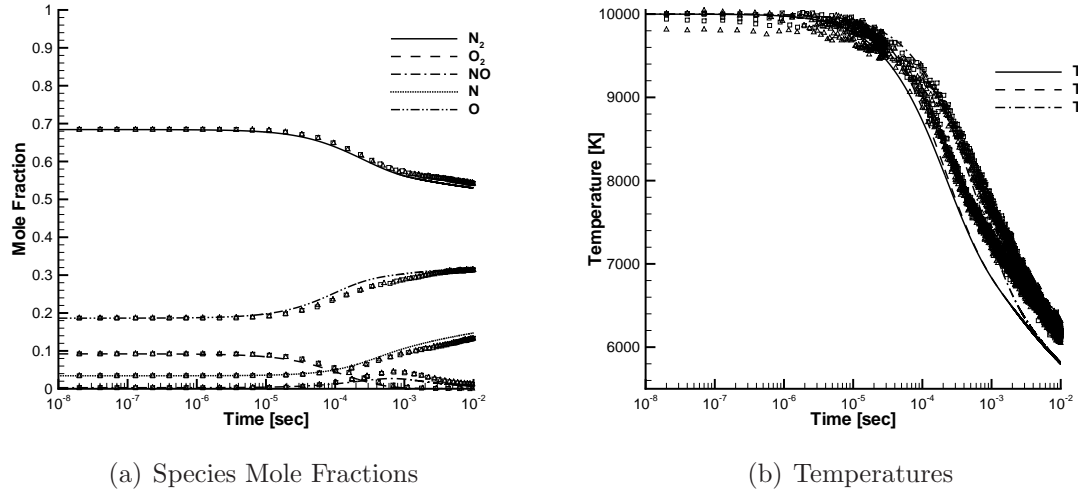 1
0.9
0.8
0.7
0.6
0.5
0.4
0.3
0.2
0.1
0
Mole Fraction
10-8 10-7 10-6 10-5 10-4 10-3 10-2
Time [sec]
N2
O2
NO
N
O
(a) Species Mole Fractions
10000
9000
8000
7000
6000
Temperature [K]
10-8 10-7 10-6 10-5 10-4 10-3 10-2
Time [sec]
T
T
T
(b) Temperatures